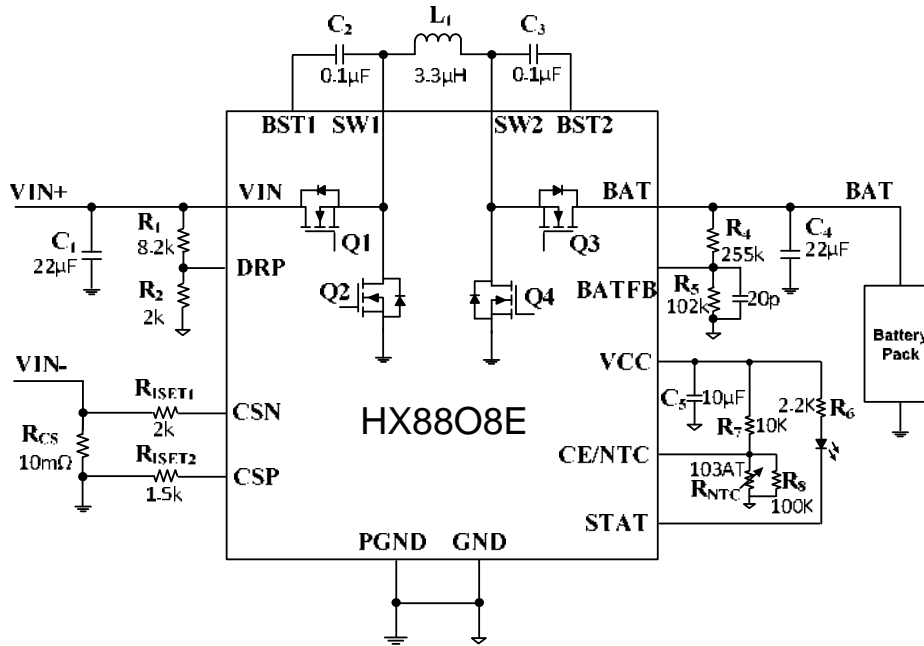 L1
C2
C3
0.1μF
3.3μH
0.1μF
BST1 SW1
SW2 BST2
VIN+
VIN
BAT
BAT
R1
8.2k
C1
22μF
Q1
Q3
R4
255k
C4
22μF
DRP
R2
2k
Q2
Q4
BATFB
R5
102k
20p
Battery
Pack
VIN-
VCC
RISET1
2k
CSN
C5
10μF
2.2K
R6
RCS
10mΩ
HX88O8E
R7
10K
RISET2
1.5k
CSP
CE/NTC
103AT
RNTC
R8
100K
STAT
PGND
GND